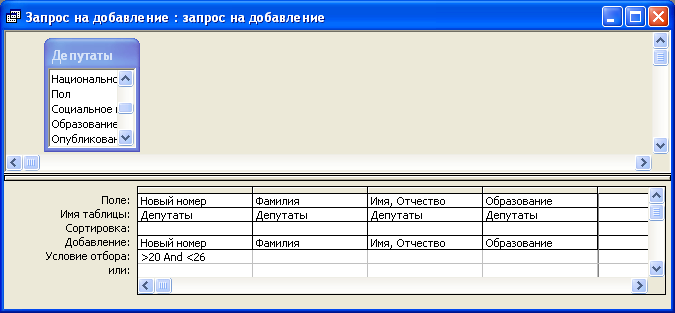 Запрос на добавление : запрос на добавление
Депутаты
Национально
Пол
Социальное
Образование
Опубликован
Поле: Новый номер Фамилия Имя, Отчество Образование
Имя таблицы: Депутаты Депутаты Депутаты Депутаты
Сортировка:
Добавление: Новый номер Фамилия Имя, Отчество Образование
Условие отбора: >20 And <26
или: